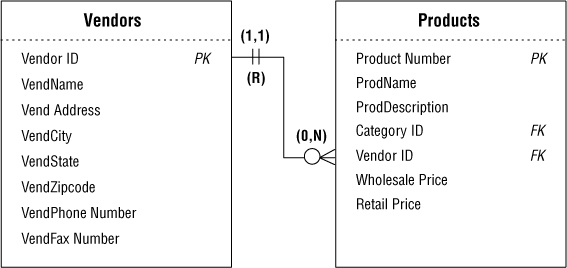 Vendors
Vendor ID PK
VendName
Vend Address
VendCity
VendState
VendZipcode
VendPhone Number
VendFax Number
(1,1)
(R)
(0,N)
Products
Product Number PK
ProdName
ProdDescription
Category ID FK
Vendor ID FK
Wholesale Price
Retail Price